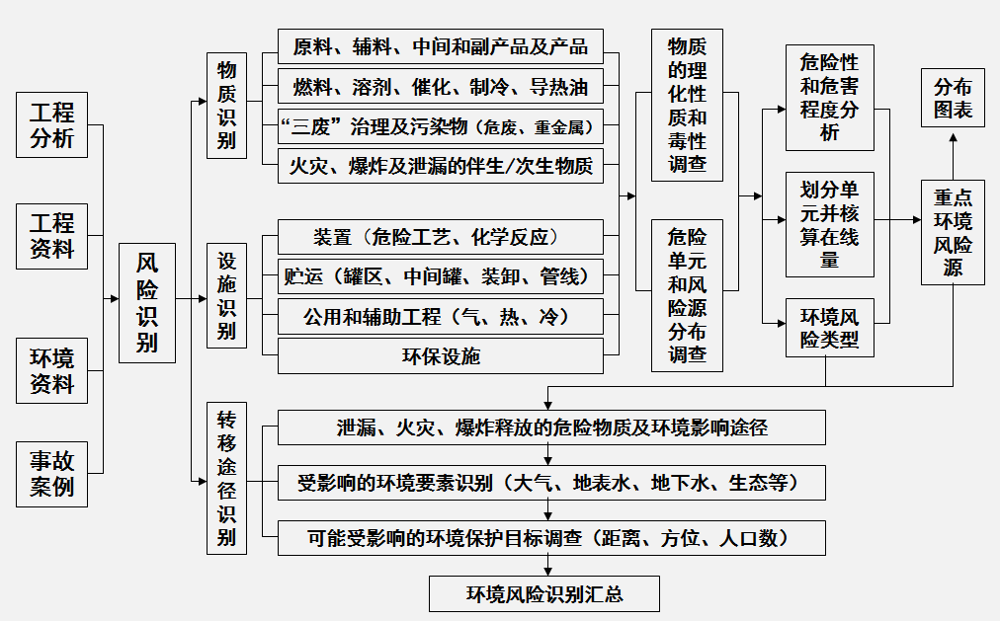 工程
分析
工程
资料
环境
资料
事故
案例
风
险
识
别
物
质
识
别
原料、辅料、中间和副产品及产品
燃料、溶剂、催化、制冷、导热油
“三废”治理及污染物（危废、重金属）
火灾、爆炸及泄漏的伴生/次生物质
设
施
识
别
装置（危险工艺、化学反应）
贮运（罐区、中间罐、装卸、管线）
公用和辅助工程（气、热、冷）
环保设施
转
移
途
径
识
别
泄漏、火灾、爆炸释放的危险物质及环境影响途径
受影响的环境要素识别（大气、地表水、地下水、生态等）
可能受影响的环境保护目标调查（距离、方位、人口数）
环境风险识别汇总
物质
的理
化性
质和
毒性
调查
危险
单元
和风
险源
分布
调查
危险性
和危害
程度分
析
划分单
元并核
算在线
量
环境风
险类型
分布
图表
重点
环境
风险
源